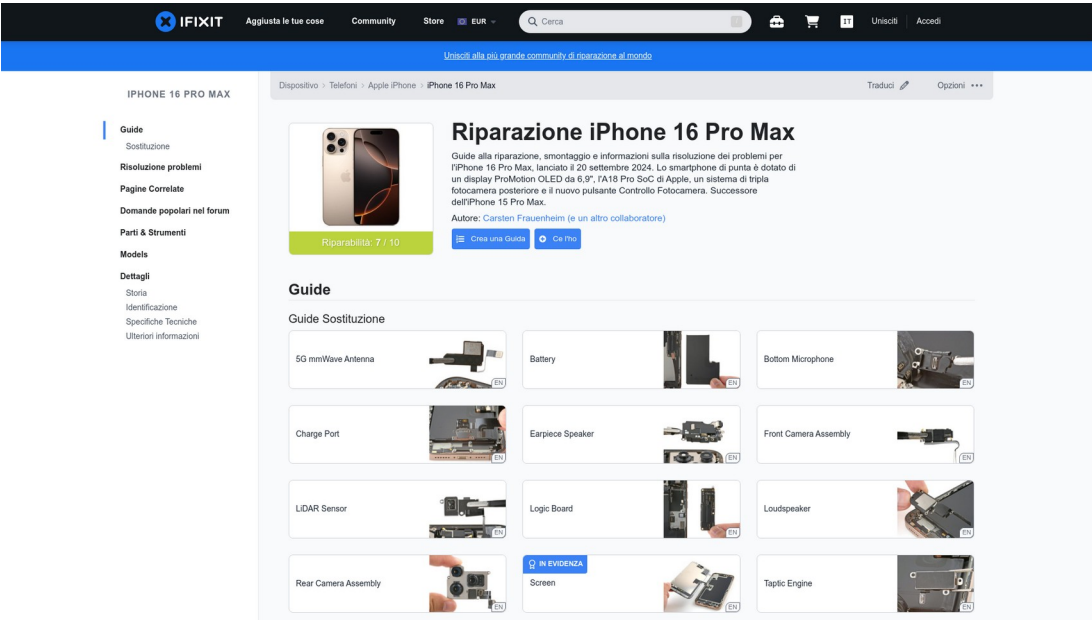 IFIXIT
Aggiusta le tue cose
Community
Store
EUR
Cerca
/
IT
Unisciti
Accedi
Unisciti alla più grande community di riparazione al mondo
IPHONE 16 PRO MAX
Guide
Sostituzione
Risoluzione problemi
Pagine Correlate
Domande popolari nel forum
Parti & Strumenti
Models
Dettagli
Storia
Identificazione
Specifiche Tecniche
Ulteriori informazioni
Dispositivo > Telefoni > Apple iPhone > iPhone 16 Pro Max
Traduci
Opzioni
Riparabilità: 7 / 10
Riparazione iPhone 16 Pro Max
Guide alla riparazione, smontaggio e informazioni sulla risoluzione dei problemi per
l'iPhone 16 Pro Max, lanciato il 20 settembre 2024. Lo smartphone di punta è dotato di
un display ProMotion OLED da 6,9", l'A18 Pro SoC di Apple, un sistema di tripla
fotocamera posteriore e il nuovo pulsante Controllo Fotocamera. Successore
dell'iPhone 15 Pro Max.
Autore: Carsten Frauenheim (e un altro collaboratore)
Crea una Guida
Ce l'ho
Guide
Guide Sostituzione
5G mmWave Antenna
EN
Battery
EN
Bottom Microphone
EN
Charge Port
EN
Earpiece Speaker
EN
Front Camera Assembly
EN
LiDAR Sensor
EN
Logic Board
EN
Loudspeaker
EN
Rear Camera Assembly
EN
IN EVIDENZA
Screen
EN
Taptic Engine
EN